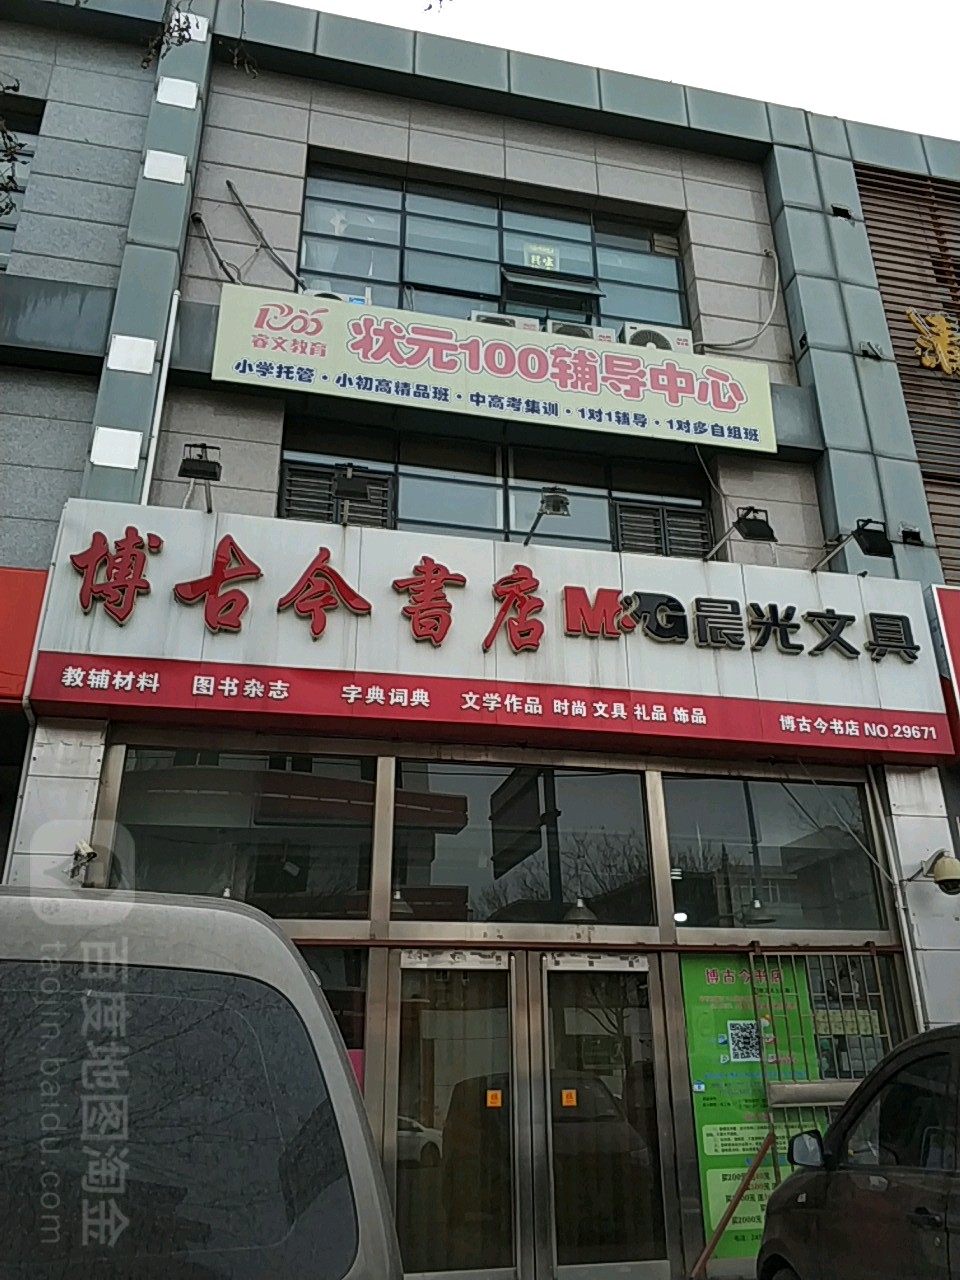 睿文教育
状元100辅导中心
小学托管·小初高精品班·中高考集训·1对1辅导·1对多自组班
博古今書店 M&G 晨光文具
教辅材料 图书杂志 字典词典 文学作品 时尚 文具 礼品 饰品 博古今书店 NO.29671
博古今书店
百度地图淘金
taojin.baidu.com